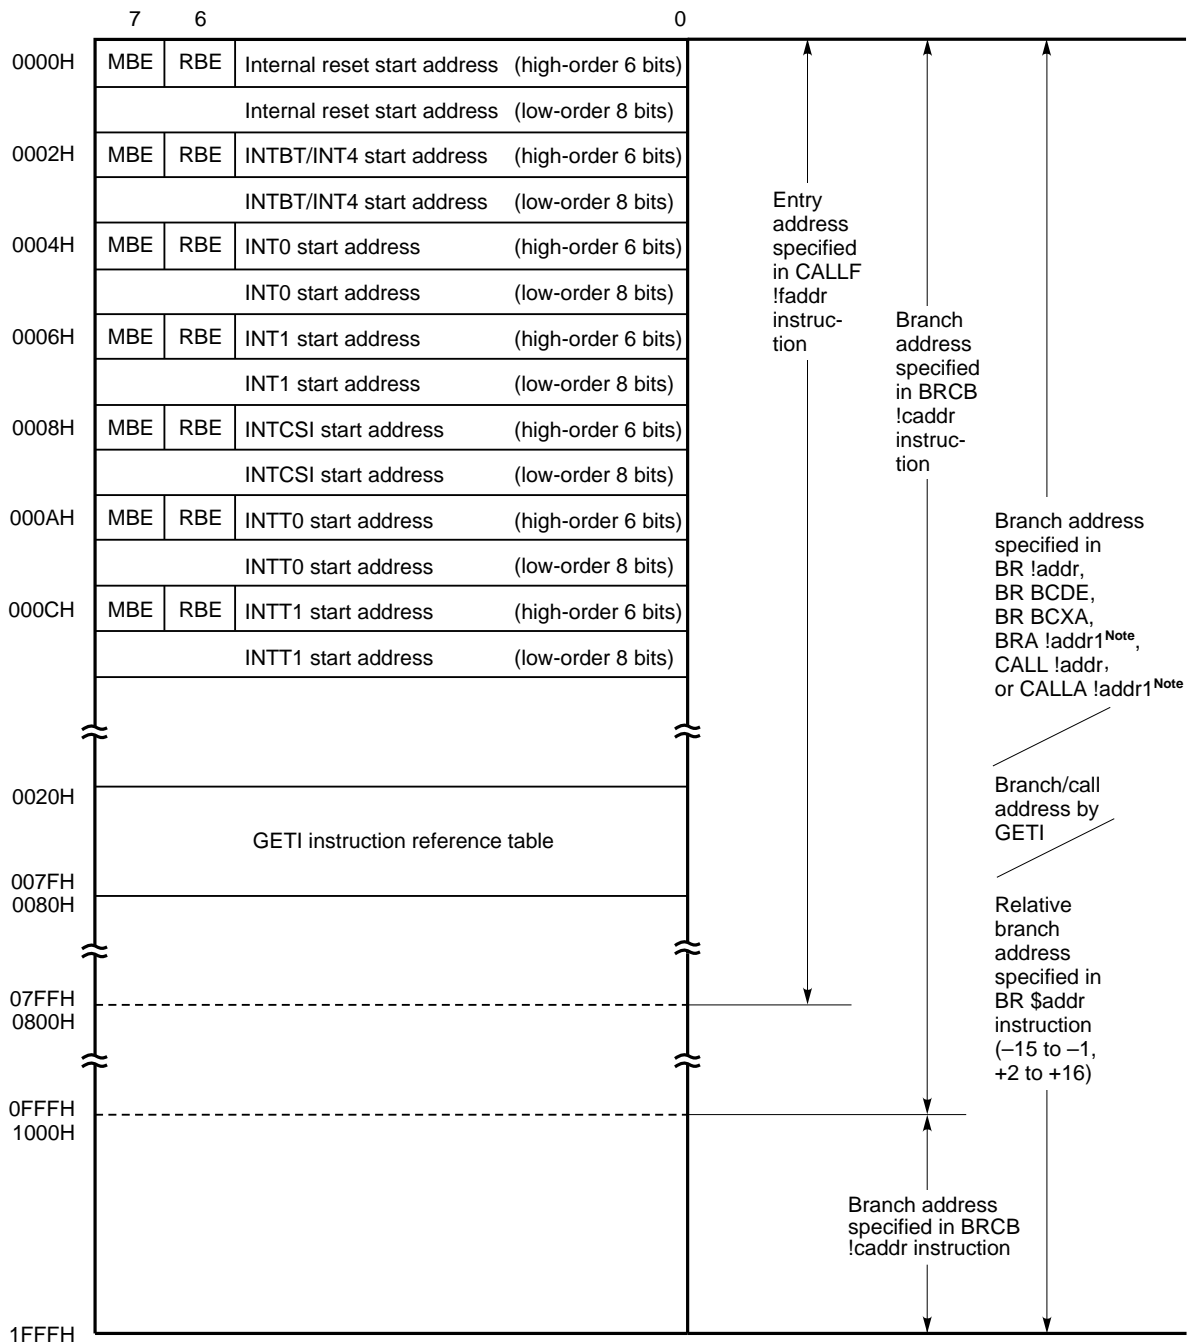 7 6 0
0000H MBE RBE Internal reset start address (high-order 6 bits)
Internal reset start address (low-order 8 bits)
0002H MBE RBE INTBT/INT4 start address (high-order 6 bits)
INTBT/INT4 start address (low-order 8 bits)
0004H MBE RBE INT0 start address (high-order 6 bits)
INT0 start address (low-order 8 bits)
0006H MBE RBE INT1 start address (high-order 6 bits)
INT1 start address (low-order 8 bits)
0008H MBE RBE INTCSI start address (high-order 6 bits)
INTCSI start address (low-order 8 bits)
000AH MBE RBE INTT0 start address (high-order 6 bits)
INTT0 start address (low-order 8 bits)
000CH MBE RBE INTT1 start address (high-order 6 bits)
INTT1 start address (low-order 8 bits)
0020H
GETI instruction reference table
007FH
0080H
07FFH
0800H
0FFFH
1000H
1FFFH
Entry
address
specified
in CALLF
!faddr
instruc-
tion
Branch
address
specified
in BRCB
!caddr
instruc-
tion
Branch address
specified in
BR !addr,
BR BCDE,
BR BCXA,
BRA !addr1Note,
CALL !addr,
or CALLA !addr1Note
Branch/call
address by
GETI
Relative
branch
address
specified in
BR $addr
instruction
(–15 to –1,
+2 to +16)
Branch address
specified in BRCB
!caddr instruction